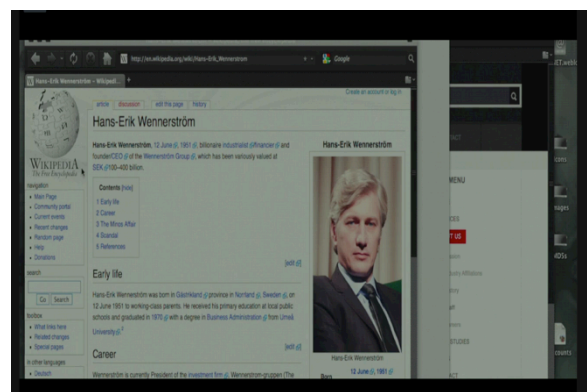 http://en.wikipedia.org/wiki/Hans-Erik_Wennerstrom
Google
Hans-Erik Wennerström – Wikiped...
Create an account or log in
article
discussion
edit this page
history
WIKIPEDIA
The Free Encyclopedia
navigation
Main Page
Community portal
Current events
Recent changes
Random page
Help
Donations
search
Go
Search
toolbox
What links here
Related changes
Special pages
in other languages
Deutsch
Hans-Erik Wennerström
Hans-Erik Wennerström, 12 June, 1951, billionaire industrialist financier and
founder/CEO of the Wennerström Group, which has been variously valued at
SEK 100–400 billion.
Contents [hide]
1 Early life
2 Career
3 The Minos Affair
4 Scandal
5 References
[edit]
Early life
Hans-Erik Wennerström was born in Gästrikland province in Norrland, Sweden, on
12 June 1951 to working-class parents. He received his primary education at local public
schools and graduated in 1970 with a degree in Business Administration from Umeå
University.
[edit]
Career
Wennerström is currently President of the investment firm, Wennerstrom-gruppen (The
Hans-Erik Wennerström
Hans Erik Wennerström
Born
12 June, 1951
MENU
T US